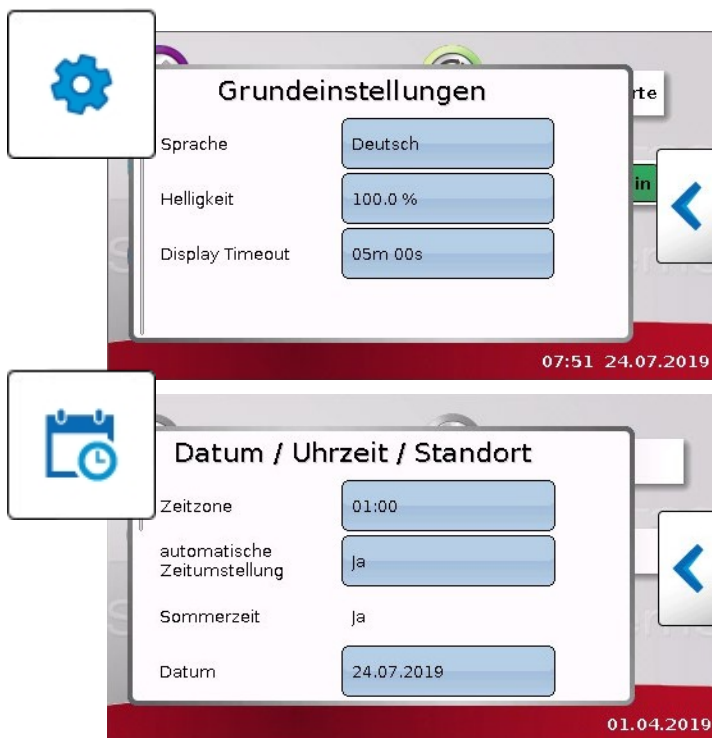 Grundeinstellungen
rte
Sprache
Deutsch
in
Helligkeit
100.0 %
Display Timeout
05m 00s
07:51 24.07.2019
Datum / Uhrzeit / Standort
Zeitzone
01:00
automatische
Zeitumstellung
Ja
Sommerzeit
Ja
Datum
24.07.2019
01.04.2019